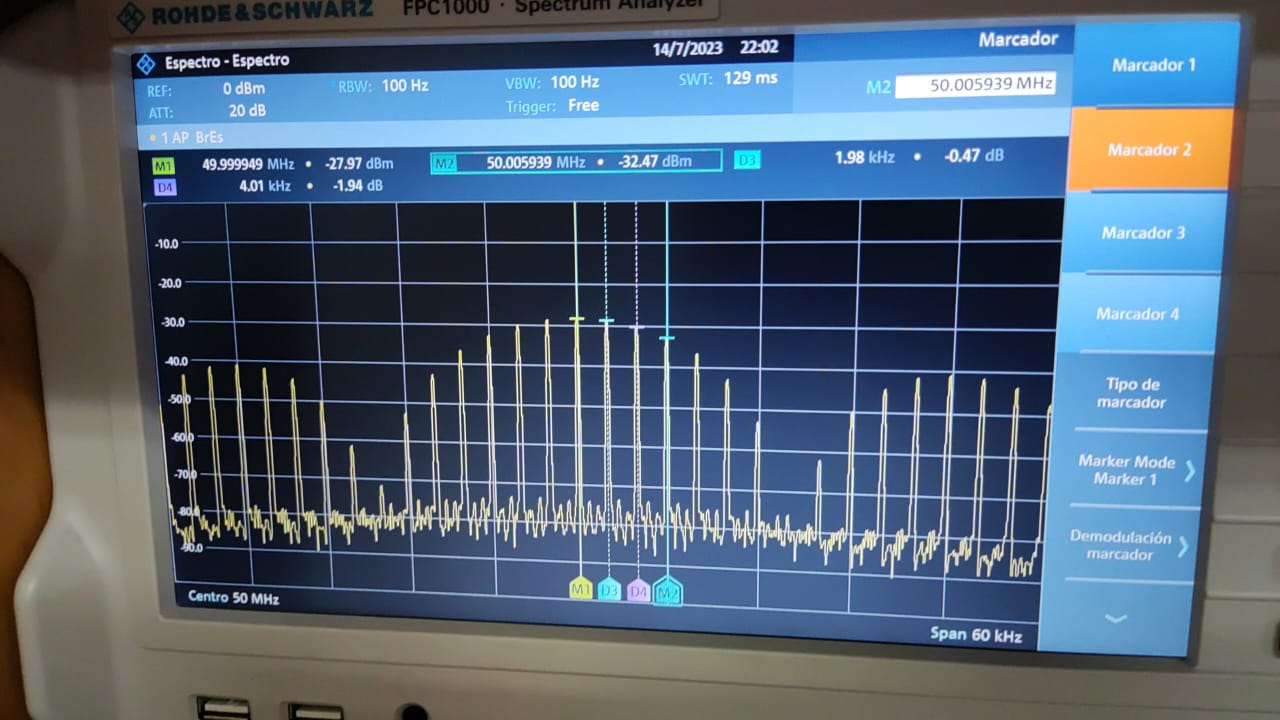 ROHDE&SCHWARZ FPC1000 · Spectrum Analyzer
Espectro - Espectro 14/7/2023 22:02 Marcador
REF: 0 dBm RBW: 100 Hz VBW: 100 Hz SWT: 129 ms M2 50.005939 MHz
ATT: 20 dB Trigger: Free
1 AP BrEs
M1 49.999949 MHz • -27.97 dBm M2 50.005939 MHz • -32.47 dBm D3 1.98 kHz • -0.47 dB
D4 4.01 kHz • -1.94 dB
-10.0
-20.0
-30.0
-40.0
-50.0
-60.0
-70.0
-80.0
-90.0
M1 D3 D4 M2
Centro 50 MHz Span 60 kHz
Marcador 1
Marcador 2
Marcador 3
Marcador 4
Tipo de
marcador
Marker Mode
Marker 1
Demodulación
marcador